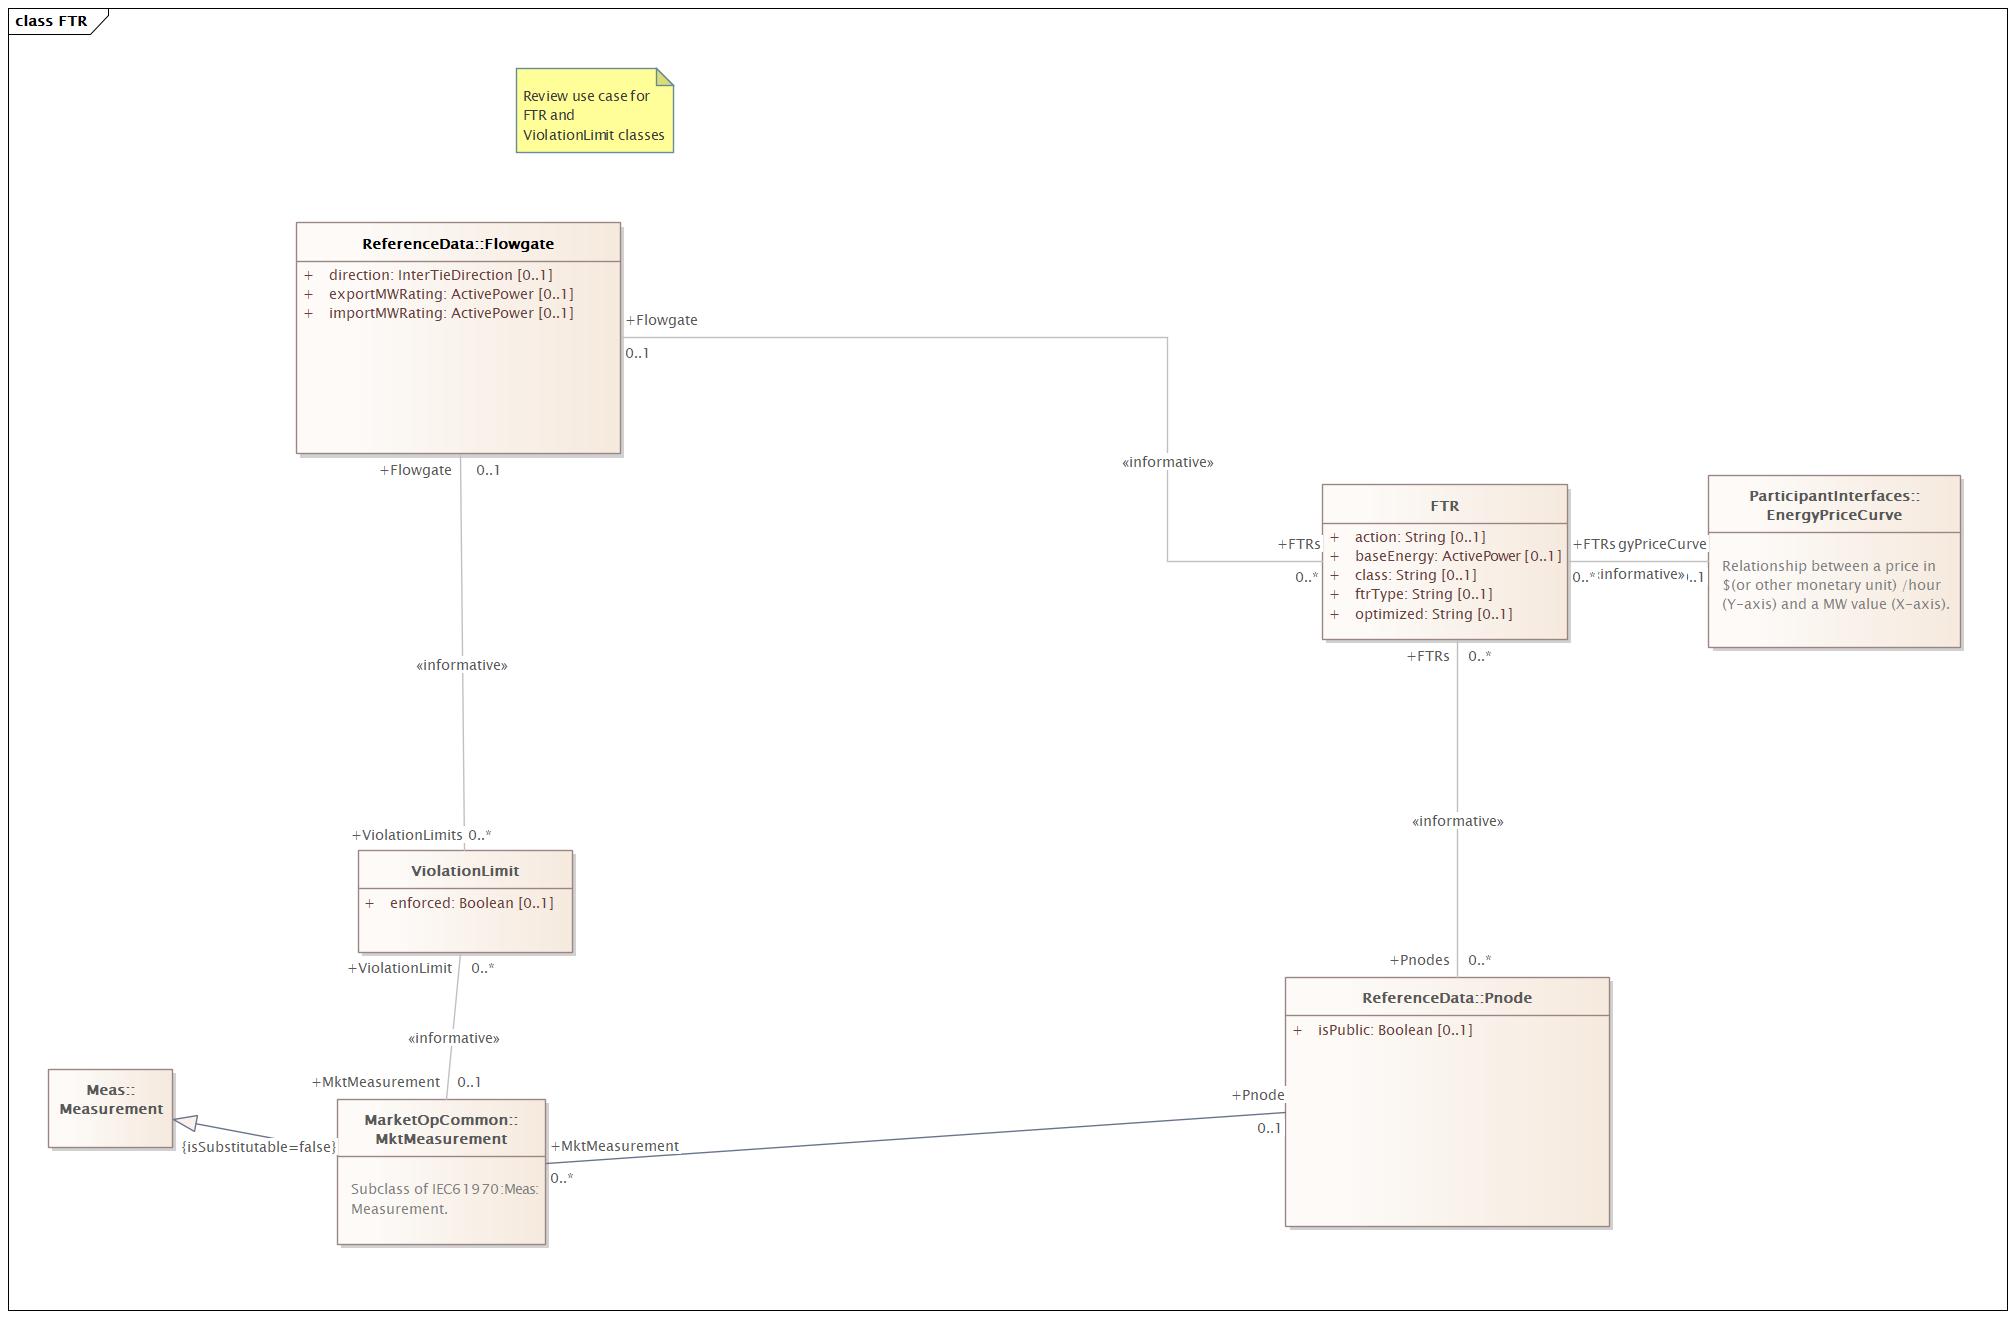 class FTR
Review use case for
FTR and
ViolationLimit classes
ReferenceData::Flowgate
+ direction: InterTieDirection [0..1]
+ exportMWRating: ActivePower [0..1]
+ importMWRating: ActivePower [0..1]
+Flowgate
0..1
+Flowgate 0..1
«informative»
FTR
+ action: String [0..1]
+ baseEnergy: ActivePower [0..1]
+ class: String [0..1]
+ ftrType: String [0..1]
+ optimized: String [0..1]
+FTRs
0..*
ParticipantInterfaces::
EnergyPriceCurve
Relationship between a price in
$(or other monetary unit) /hour
(Y-axis) and a MW value (X-axis).
+FTRs gyPriceCurve
0..* informative» ..1
+FTRs 0..*
«informative»
«informative»
+ViolationLimits 0..*
ViolationLimit
+ enforced: Boolean [0..1]
+ViolationLimit 0..*
«informative»
+Pnodes 0..*
ReferenceData::Pnode
+ isPublic: Boolean [0..1]
+Pnode
0..1
+MktMeasurement 0..1
Meas::
Measurement
{isSubstitutable=false}
MarketOpCommon::
MktMeasurement
Subclass of IEC61970:Meas:
Measurement.
+MktMeasurement
0..*